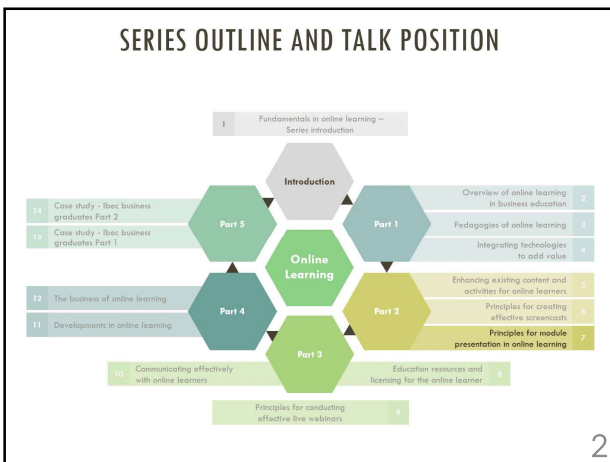 SERIES OUTLINE AND TALK POSITION
1
Fundamentals in online learning –
Series introduction
Introduction
Part 1
Overview of online learning
in business education
2
Pedagogies of online learning
3
Integrating technologies
to add value
4
Part 2
Enhancing existing content and
activities for online learners
5
Principles for creating
effective screencasts
6
Principles for module
presentation in online learning
7
Part 3
Education resources and
licensing for the online learner
8
Principles for conducting
effective live webinars
9
10
Communicating effectively
with online learners
Part 4
11
Developments in online learning
12
The business of online learning
Part 5
13
Case study - Ibec business
graduates Part 1
14
Case study - Ibec business
graduates Part 2
Online
Learning
2